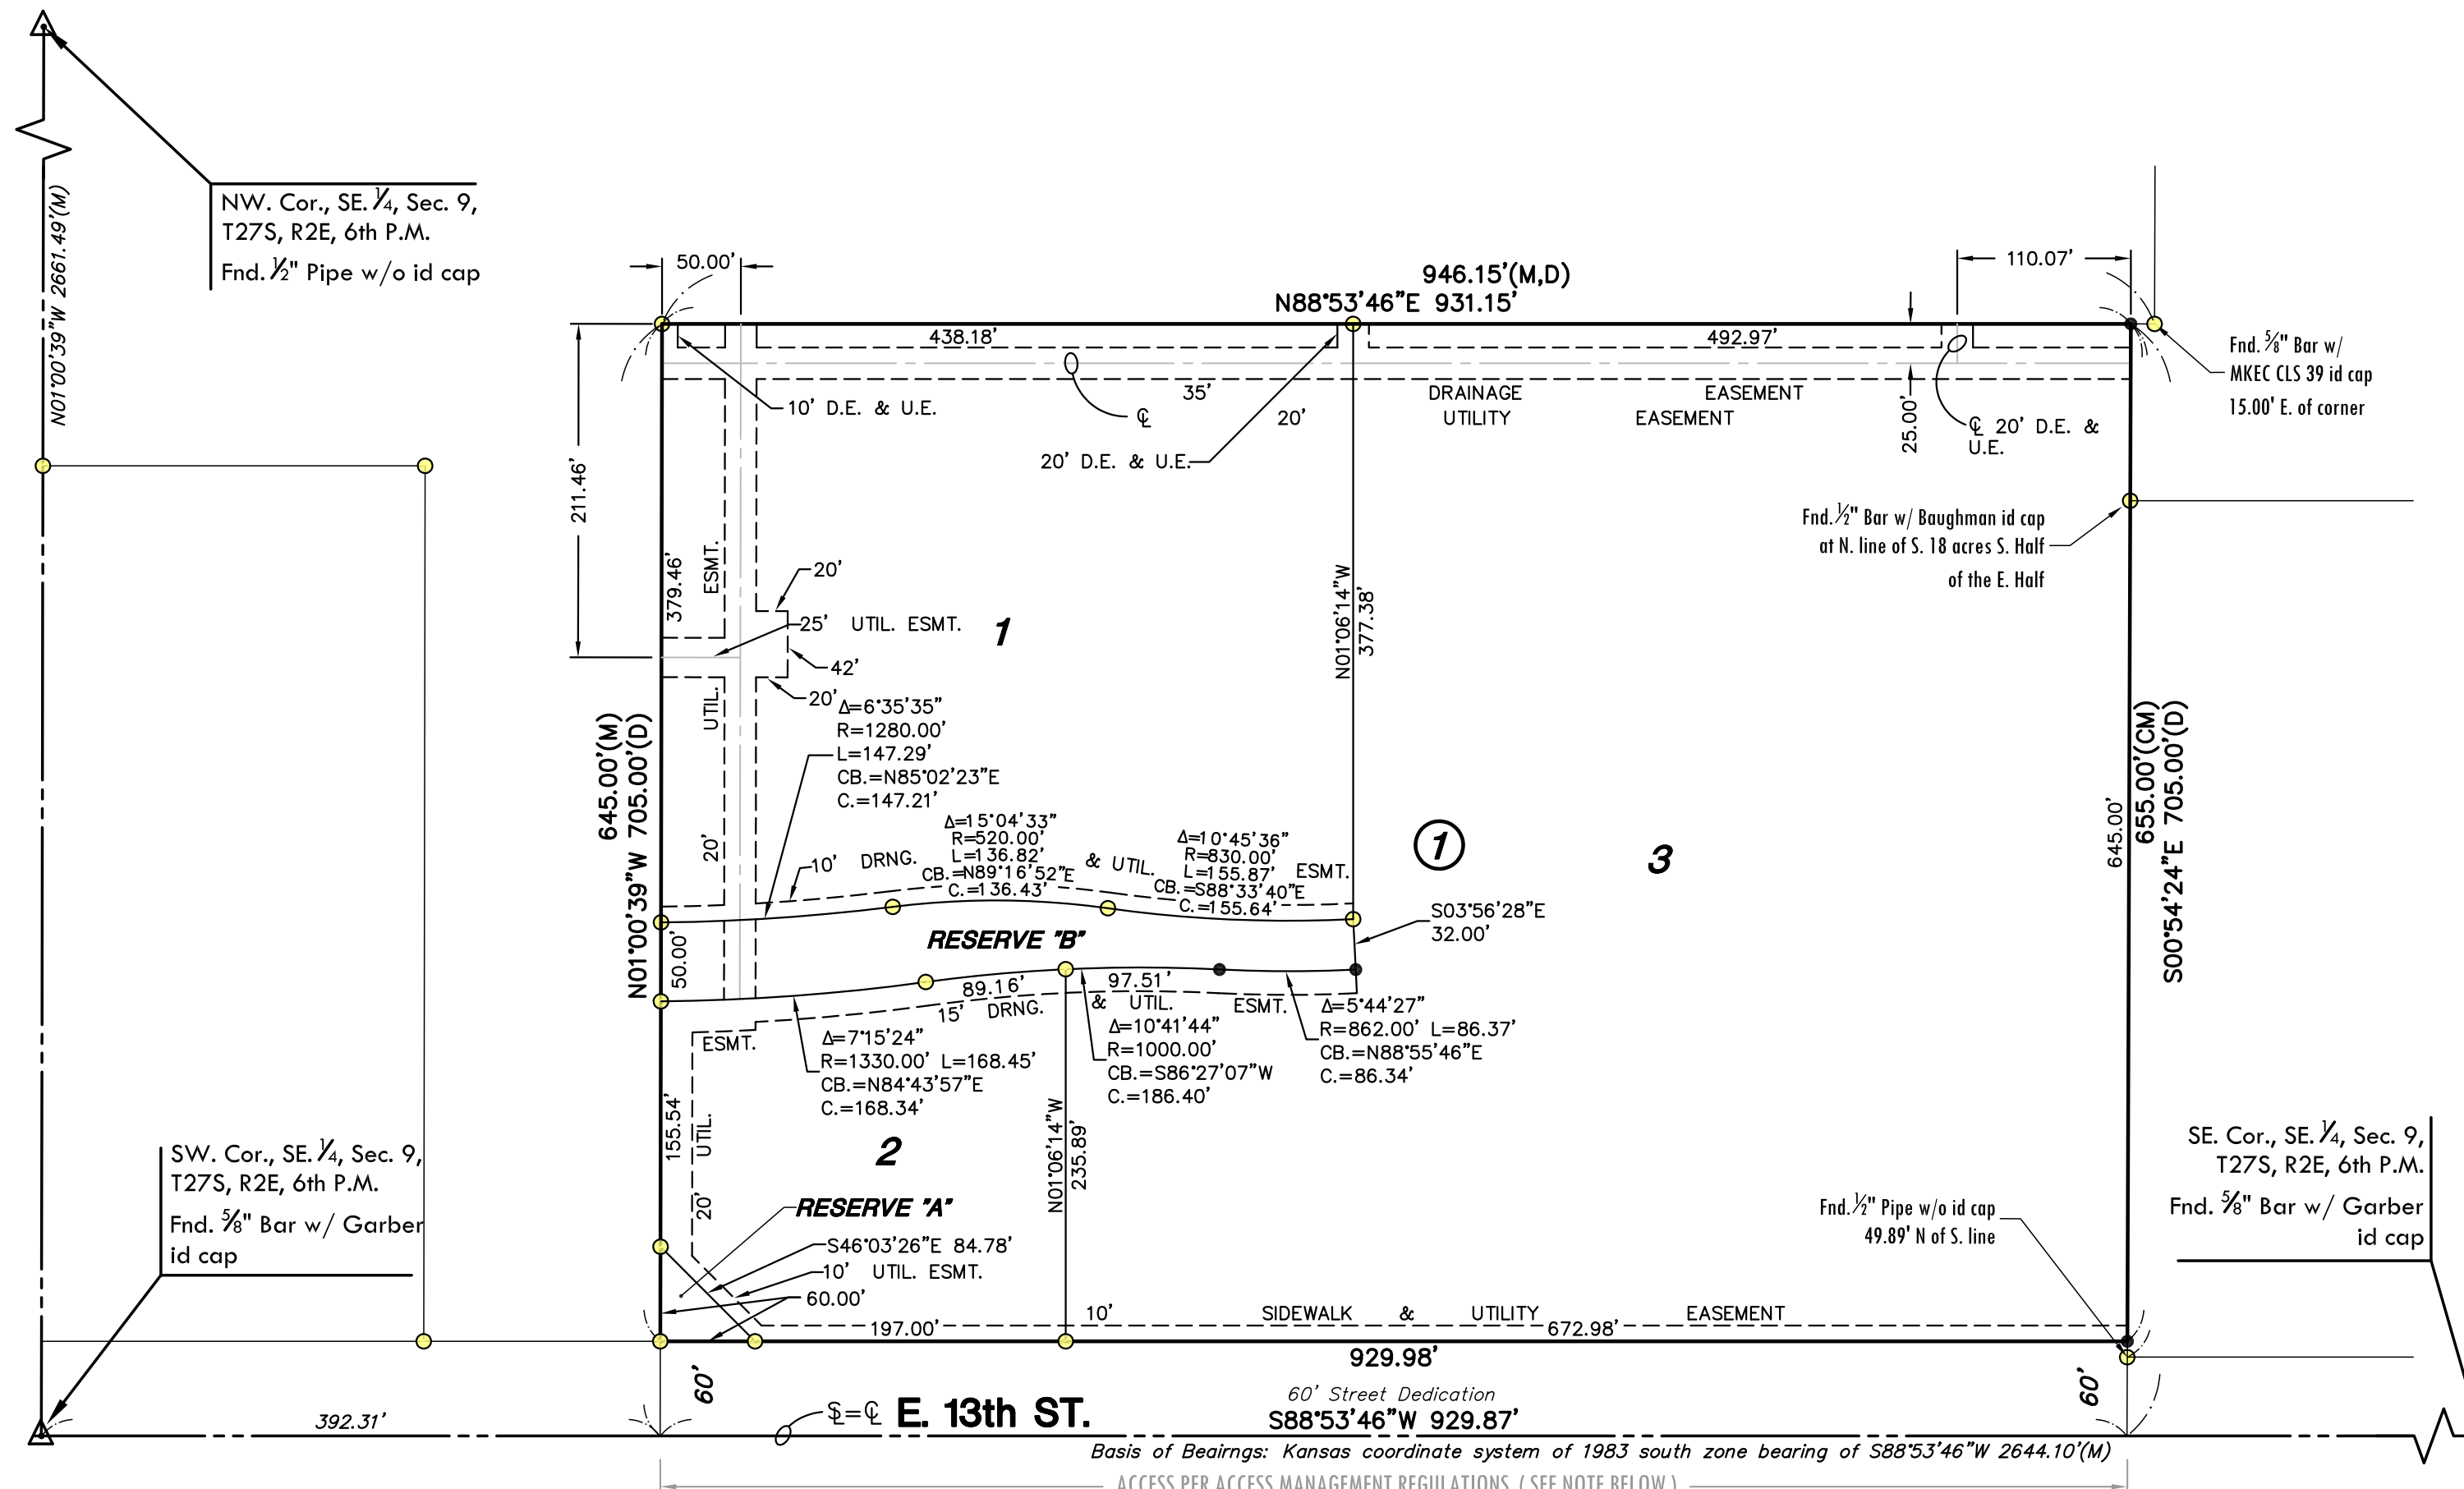 N01°00'39"W 2661.49'(M)
NW. Cor., SE. 1/4, Sec. 9,
T27S, R2E, 6th P.M.
Fnd. 1/2" Pipe w/o id cap
50.00'
946.15'(M,D)
N88°53'46"E 931.15'
110.07'
438.18'
492.97'
Fnd. 5/8" Bar w/
MKEC CLS 39 id cap
15.00' E. of corner
10' D.E. & U.E.
℄
35' DRAINAGE EASEMENT
20' UTILITY EASEMENT
25.00'
℄ 20' D.E. &
U.E.
20' D.E. & U.E.
211.46'
Fnd. 1/2" Bar w/ Baughman id cap
at N. line of S. 18 acres S. Half
of the E. Half
379.46'
20' UTIL. ESMT.
20'
25' UTIL. ESMT.
42'
20'
1
N01°06'14"W
377.38'
Δ=6°35'35"
R=1280.00'
L=147.29'
CB.=N85°02'23"E
C.=147.21'
645.00'(M)
N01°00'39"W 705.00'(D)
645.00'
655.00'(CM)
S00°54'24"E 705.00'(D)
Δ=15°04'33"
R=520.00'
L=136.82'
CB.=N89°16'52"E
C.=136.43'
Δ=10°45'36"
R=830.00'
L=155.87'
CB.=S88°33'40"E
C.=155.64'
10' DRNG. & UTIL. ESMT.
1
3
S03°56'28"E
32.00'
RESERVE "B"
50.00'
89.16'
97.51'
15' DRNG. & UTIL. ESMT.
Δ=7°15'24"
R=1330.00' L=168.45'
CB.=N84°43'57"E
C.=168.34'
Δ=10°41'44"
R=1000.00'
CB.=S86°27'07"W
C.=186.40'
Δ=5°44'27"
R=862.00' L=86.37'
CB.=N88°55'46"E
C.=86.34'
155.54'
20' UTIL. ESMT.
2
N01°06'14"W
235.89'
RESERVE "A"
S46°03'26"E 84.78'
10' UTIL. ESMT.
60.00'
SW. Cor., SE. 1/4, Sec. 9,
T27S, R2E, 6th P.M.
Fnd. 5/8" Bar w/ Garber
id cap
SE. Cor., SE. 1/4, Sec. 9,
T27S, R2E, 6th P.M.
Fnd. 5/8" Bar w/ Garber
id cap
Fnd. 1/2" Pipe w/o id cap
49.89' N of S. line
10' SIDEWALK & UTILITY EASEMENT
197.00'
672.98'
929.98'
60'
60'
60' Street Dedication
392.31'
=℄ E. 13th ST.
S88°53'46"W 929.87'
Basis of Beairngs: Kansas coordinate system of 1983 south zone bearing of S88°53'46"W 2644.10'(M)
ACCESS PER ACCESS MANAGEMENT REGULATIONS ( SEE NOTE BELOW )